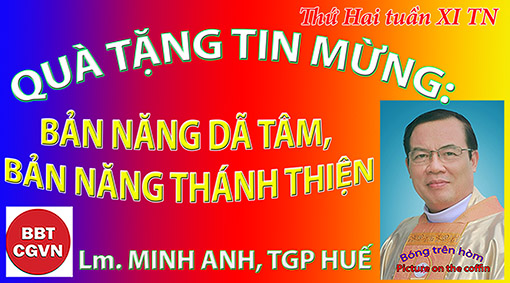 Thứ Hai tuần XI TN
QUÀ TẶNG TIN MỪNG:
BẢN NĂNG DÃ TÂM,
BẢN NĂNG THÁNH THIỆN
BBT
CGVN
Lm. MINH ANH, TGP HUẾ
Bóng trên hòm
Picture on the coffin